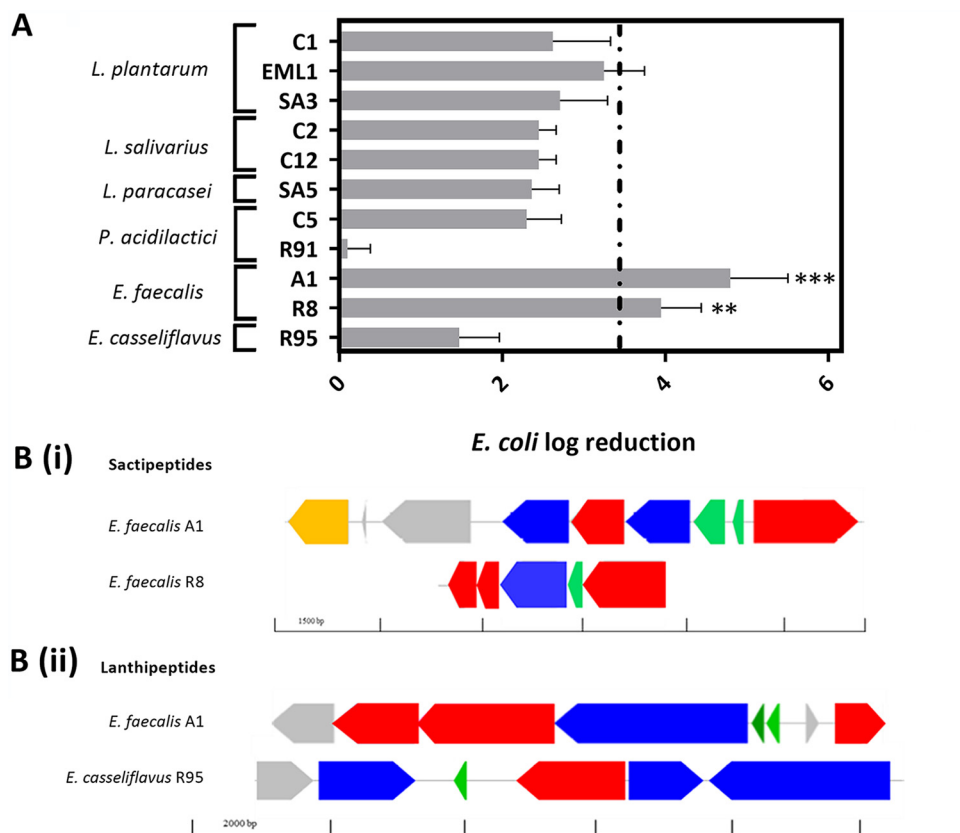 A
L. plantarum
C1
EML1
SA3
L. salivarius
C2
C12
L. paracasei
SA5
P. acidilactici
C5
R91
E. faecalis
A1 ***
R8 **
E. casseliflavus
R95
0 2 4 6
E. coli log reduction
B (i)
Sactipeptides
E. faecalis A1
E. faecalis R8
1500 bp
B (ii)
Lanthipeptides
E. faecalis A1
E. casseliflavus R95
2000 bp